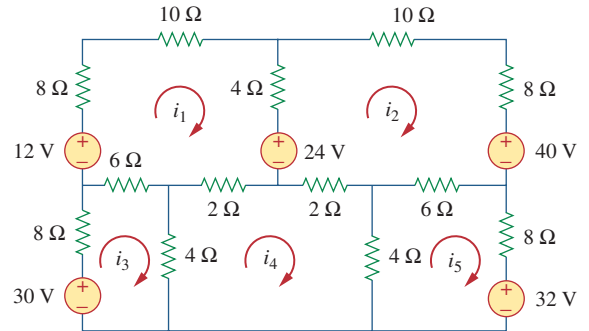 10 Ω 10 Ω
8 Ω 4 Ω 8 Ω
i1 i2
12 V + − + − 24 V + − 40 V
6 Ω
2 Ω 2 Ω 6 Ω
8 Ω 4 Ω 4 Ω 8 Ω
i3 i4 i5
30 V + − + − 32 V